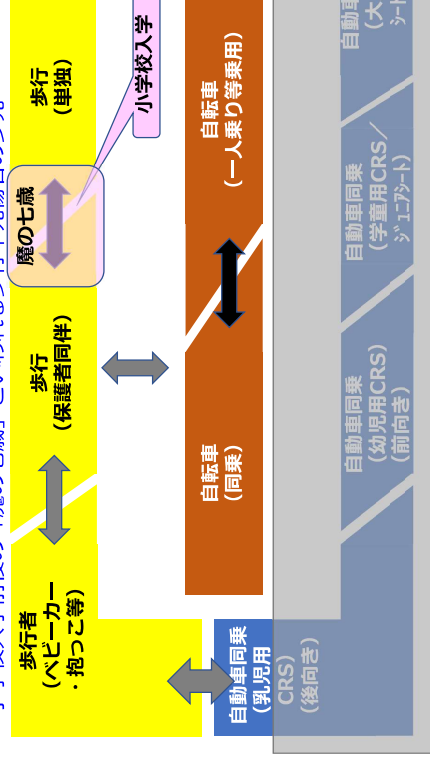 歩行者
(ベビーカー
・抱っこ等)
歩行
(保護者同伴)
魔の七歳
歩行
(単独)
小学校入学
自転車
(同乗)
自転車
(一人乗り等乗用)
自動車同乗
(乳児用
CRS)
(後向き)
自動車同乗
(幼児用CRS)
(前向き)
自動車同乗
(学童用CRS/
ジュニアシート)